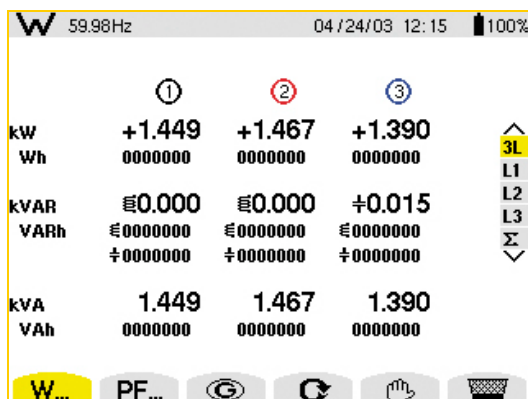 W 59.98Hz 04/24/03 12:15 100%
① ② ③
kW +1.449 +1.467 +1.390
Wh 0000000 0000000 0000000
3L
L1
L2
L3
Σ
kVAR 0.000 0.000 ÷0.015
VARh 0000000 0000000 0000000
÷0000000 ÷0000000 ÷0000000
kVA 1.449 1.467 1.390
VAh 0000000 0000000 0000000
W... PF... G